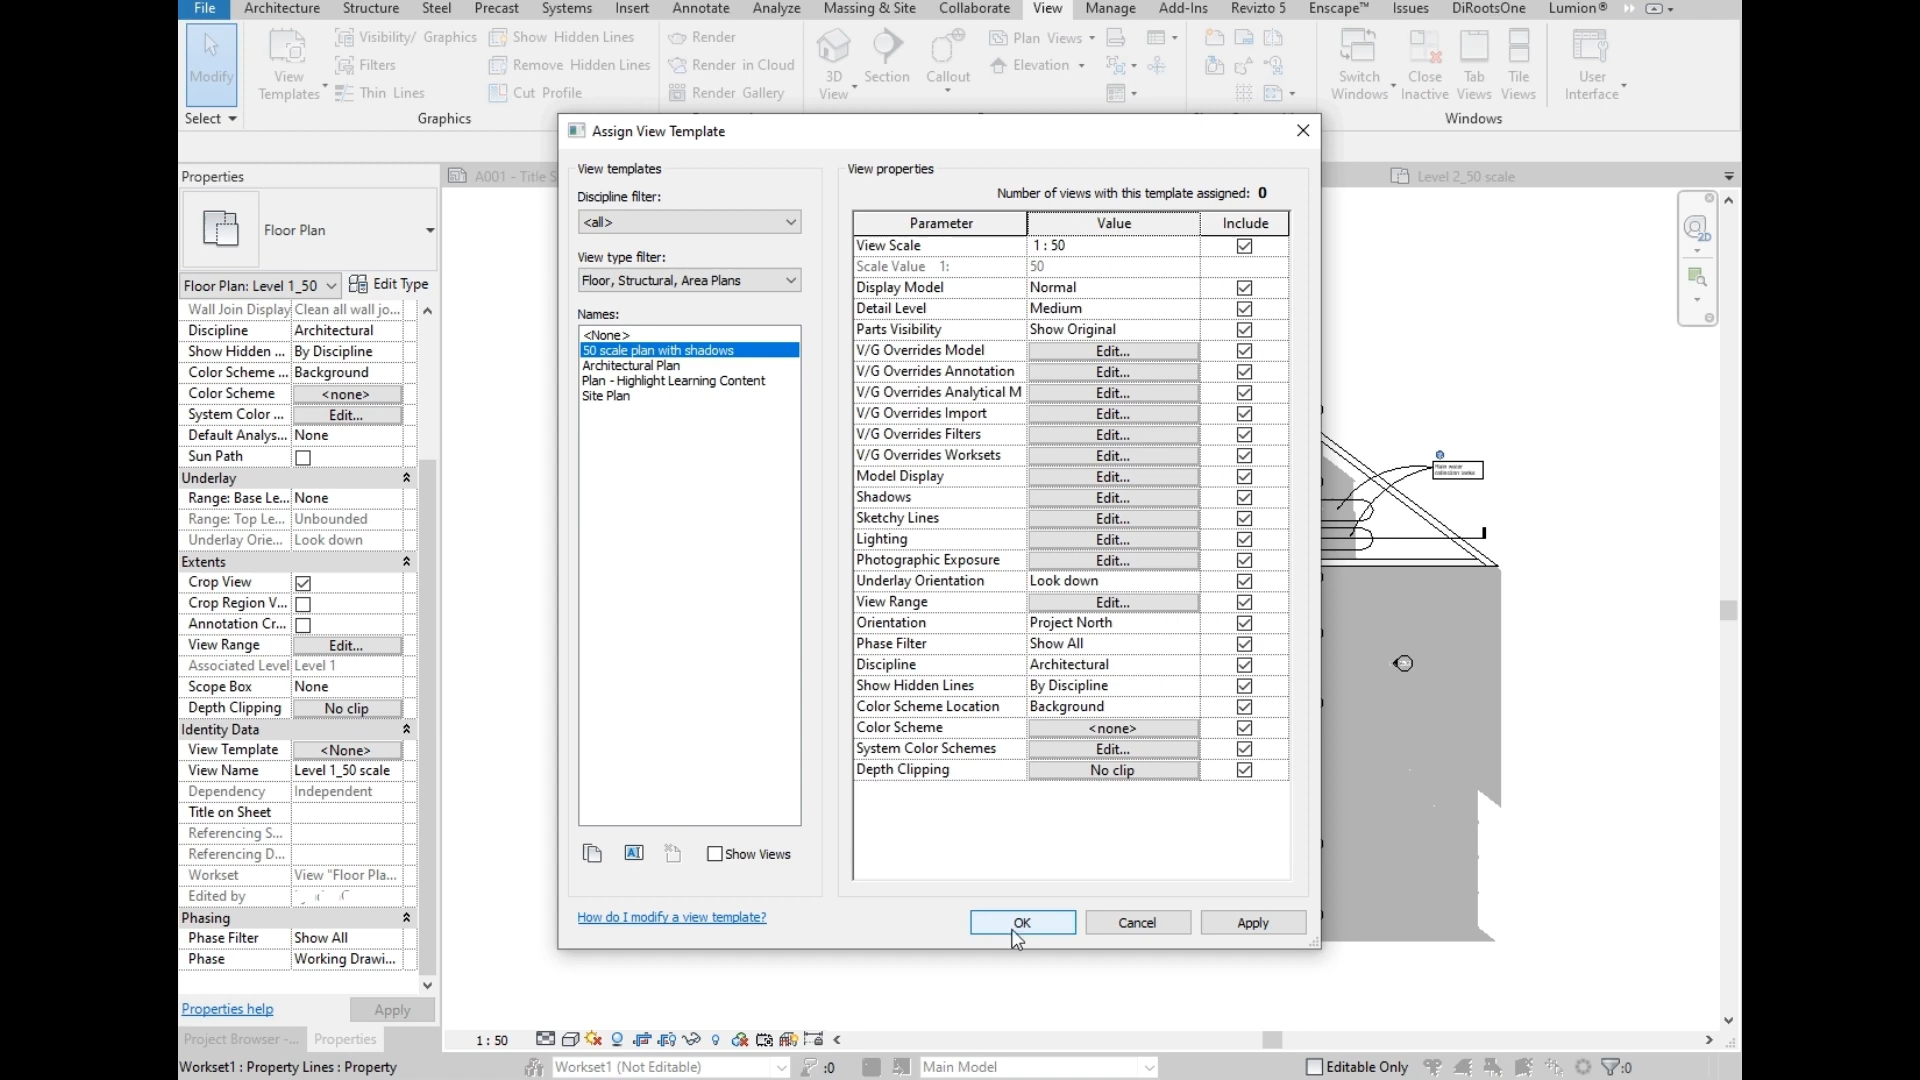 File Architecture Structure Steel Precast Systems Insert Annotate Analyze Massing & Site Collaborate View Manage Add-Ins Revizto 5 Enscape™ Issues DiRootsOne Lumion®
Modify
View
Templates
Visibility/ Graphics
Filters
Thin Lines
Show Hidden Lines
Remove Hidden Lines
Cut Profile
Render
Render in Cloud
Render Gallery
3D
View
Section
Callout
Plan Views
Elevation
Switch
Windows
Close
Inactive
Tab
Views
Tile
Views
User
Interface
Select
Graphics
Windows
Properties
A001 - Title S
Level 2_50 scale
Floor Plan
Floor Plan: Level 1_50
Edit Type
Wall Join Display Clean all wall jo...
Discipline Architectural
Show Hidden ... By Discipline
Color Scheme ... Background
Color Scheme <none>
System Color ... Edit...
Default Analys... None
Sun Path
Underlay
Range: Base Le... None
Range: Top Le... Unbounded
Underlay Orie... Look down
Extents
Crop View
Crop Region V...
Annotation Cr...
View Range Edit...
Associated Level Level 1
Scope Box None
Depth Clipping No clip
Identity Data
View Template <None>
View Name Level 1_50 scale
Dependency Independent
Title on Sheet
Referencing S...
Referencing D...
Workset View "Floor Pla...
Edited by
Phasing
Phase Filter Show All
Phase Working Drawi...
Properties help
Apply
Project Browser -...
Properties
Assign View Template
View templates
Discipline filter:
<all>
View type filter:
Floor, Structural, Area Plans
Names:
<None>
50 scale plan with shadows
Architectural Plan
Plan - Highlight Learning Content
Site Plan
Show Views
How do I modify a view template?
View properties
Number of views with this template assigned: 0
Parameter Value Include
View Scale 1 : 50
Scale Value 1: 50
Display Model Normal
Detail Level Medium
Parts Visibility Show Original
V/G Overrides Model Edit...
V/G Overrides Annotation Edit...
V/G Overrides Analytical M Edit...
V/G Overrides Import Edit...
V/G Overrides Filters Edit...
V/G Overrides Worksets Edit...
Model Display Edit...
Shadows Edit...
Sketchy Lines Edit...
Lighting Edit...
Photographic Exposure Edit...
Underlay Orientation Look down
View Range Edit...
Orientation Project North
Phase Filter Show All
Discipline Architectural
Show Hidden Lines By Discipline
Color Scheme Location Background
Color Scheme <none>
System Color Schemes Edit...
Depth Clipping No clip
OK Cancel Apply
2D
1 : 50
Workset1 : Property Lines : Property
Workset1 (Not Editable)
:0
Main Model
Editable Only
:0